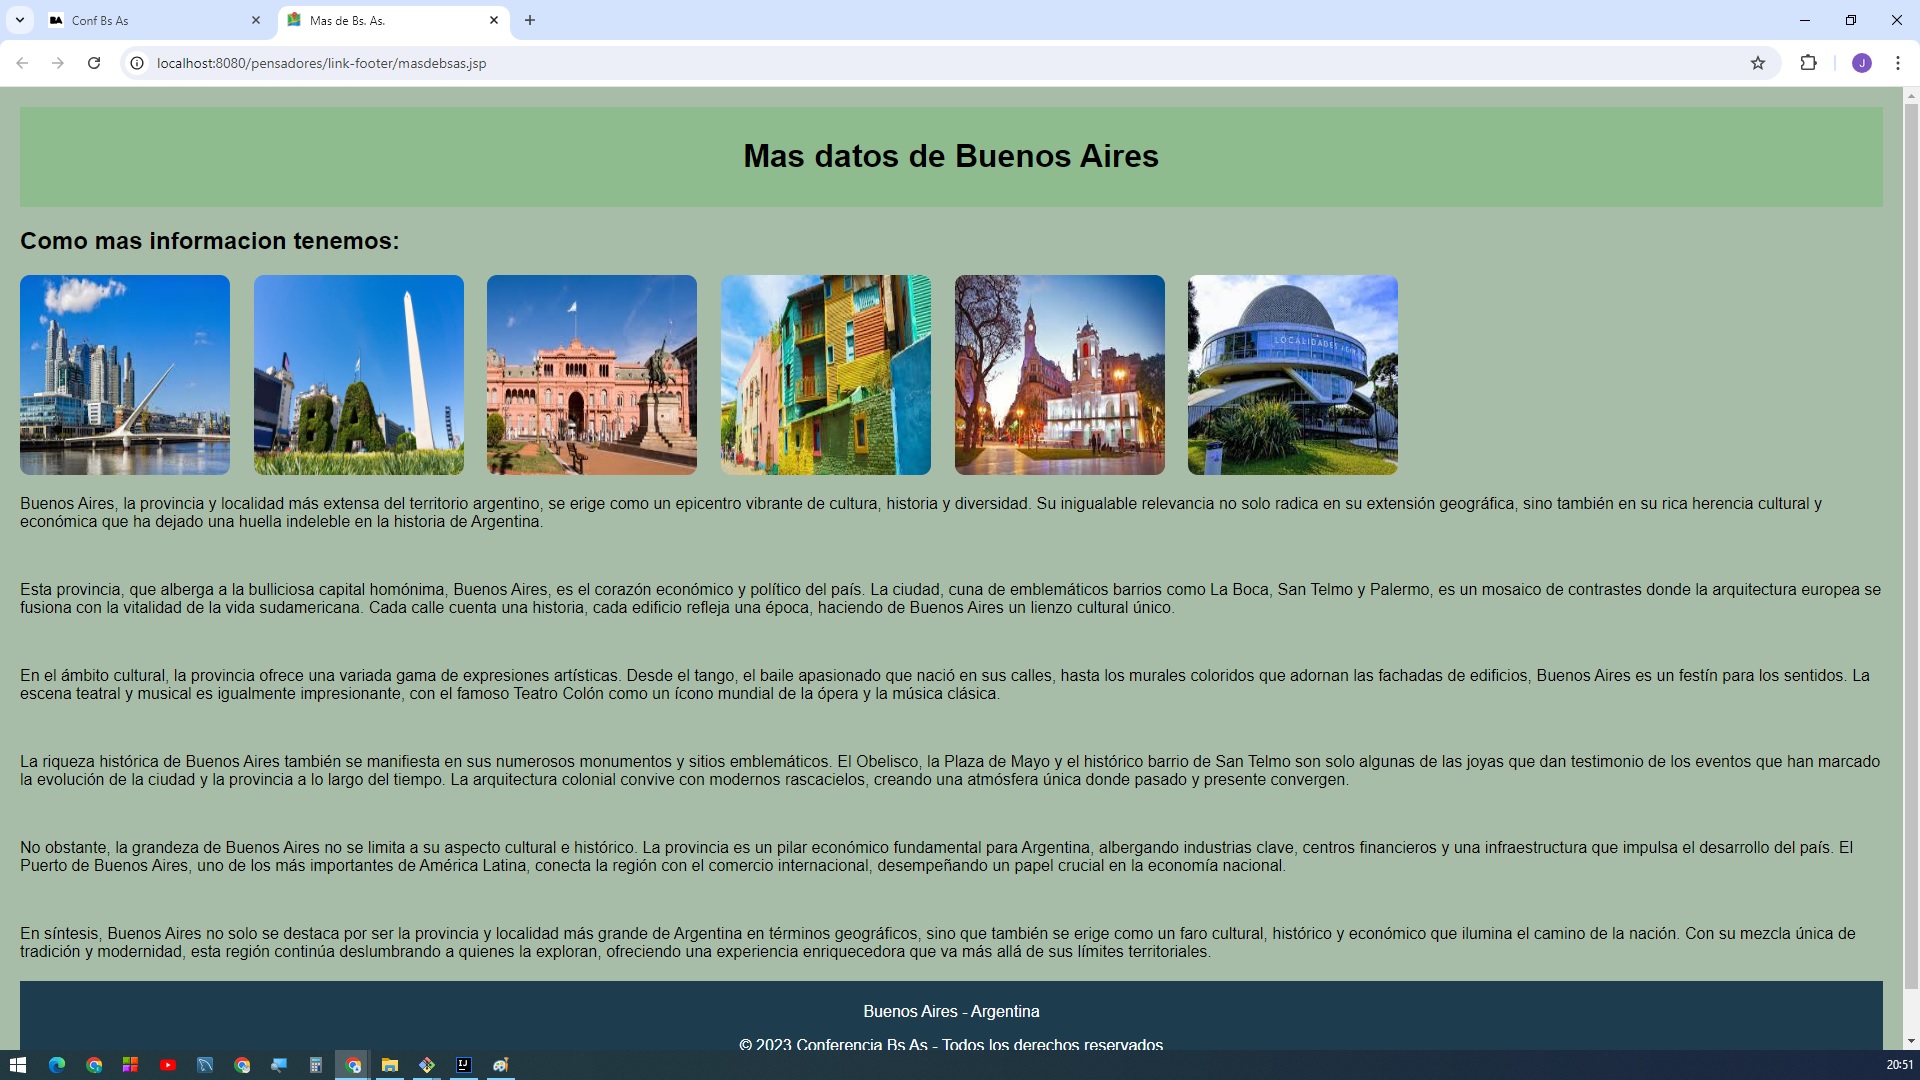 Conf Bs As
Mas de Bs. As.
localhost:8080/pensadores/link-footer/masdebsas.jsp
J
Mas datos de Buenos Aires
Como mas informacion tenemos:
BA
Buenos Aires, la provincia y localidad más extensa del territorio argentino, se erige como un epicentro vibrante de cultura, historia y diversidad. Su inigualable relevancia no solo radica en su extensión geográfica, sino también en su rica herencia cultural y
económica que ha dejado una huella indeleble en la historia de Argentina.
Esta provincia, que alberga a la bulliciosa capital homónima, Buenos Aires, es el corazón económico y político del país. La ciudad, cuna de emblemáticos barrios como La Boca, San Telmo y Palermo, es un mosaico de contrastes donde la arquitectura europea se
fusiona con la vitalidad de la vida sudamericana. Cada calle cuenta una historia, cada edificio refleja una época, haciendo de Buenos Aires un lienzo cultural único.
En el ámbito cultural, la provincia ofrece una variada gama de expresiones artísticas. Desde el tango, el baile apasionado que nació en sus calles, hasta los murales coloridos que adornan las fachadas de edificios, Buenos Aires es un festín para los sentidos. La
escena teatral y musical es igualmente impresionante, con el famoso Teatro Colón como un ícono mundial de la ópera y la música clásica.
La riqueza histórica de Buenos Aires también se manifiesta en sus numerosos monumentos y sitios emblemáticos. El Obelisco, la Plaza de Mayo y el histórico barrio de San Telmo son solo algunas de las joyas que dan testimonio de los eventos que han marcado
la evolución de la ciudad y la provincia a lo largo del tiempo. La arquitectura colonial convive con modernos rascacielos, creando una atmósfera única donde pasado y presente convergen.
No obstante, la grandeza de Buenos Aires no se limita a su aspecto cultural e histórico. La provincia es un pilar económico fundamental para Argentina, albergando industrias clave, centros financieros y una infraestructura que impulsa el desarrollo del país. El
Puerto de Buenos Aires, uno de los más importantes de América Latina, conecta la región con el comercio internacional, desempeñando un papel crucial en la economía nacional.
En síntesis, Buenos Aires no solo se destaca por ser la provincia y localidad más grande de Argentina en términos geográficos, sino que también se erige como un faro cultural, histórico y económico que ilumina el camino de la nación. Con su mezcla única de
tradición y modernidad, esta región continúa deslumbrando a quienes la exploran, ofreciendo una experiencia enriquecedora que va más allá de sus límites territoriales.
Buenos Aires - Argentina
© 2023 Conferencia Bs As - Todos los derechos reservados
20:51